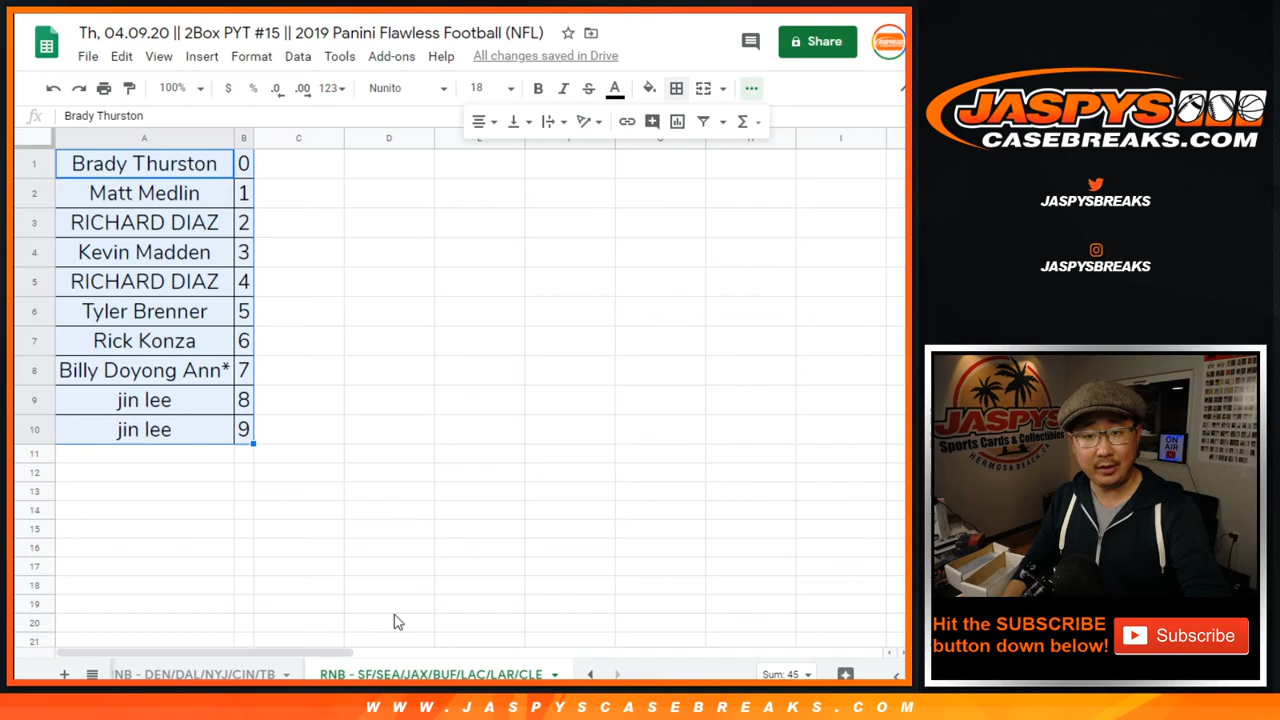 Th, 04.09.20 || 2Box PYT #15 || 2019 Panini Flawless Football (NFL)
File Edit View Insert Format Data Tools Add-ons Help All changes saved in Drive
Share
100% $ % .0 .00 123 Nunito 18 B I S A
fx Brady Thurston
A B C D I
1 Brady Thurston 0
2 Matt Medlin 1
3 RICHARD DIAZ 2
4 Kevin Madden 3
5 RICHARD DIAZ 4
6 Tyler Brenner 5
7 Rick Konza 6
8 Billy Doyong Ann* 7
9 jin lee 8
10 jin lee 9
11
12
13
14
15
16
17
18
19
20
21
NB - DEN/DAL/NYJ/CIN/TB RNB - SF/SEA/JAX/BUF/LAC/LAR/CLE Sum: 45
JASPYS
CASEBREAKS.COM
JASPYSBREAKS
JASPYSBREAKS
JASPYS
Sports Cards & Collectibles
HERMOSA BEACH, CA
ON AIR
Hit the SUBSCRIBE
button down below!
Subscribe
WWW.JASPYSCASEBREAKS.COM